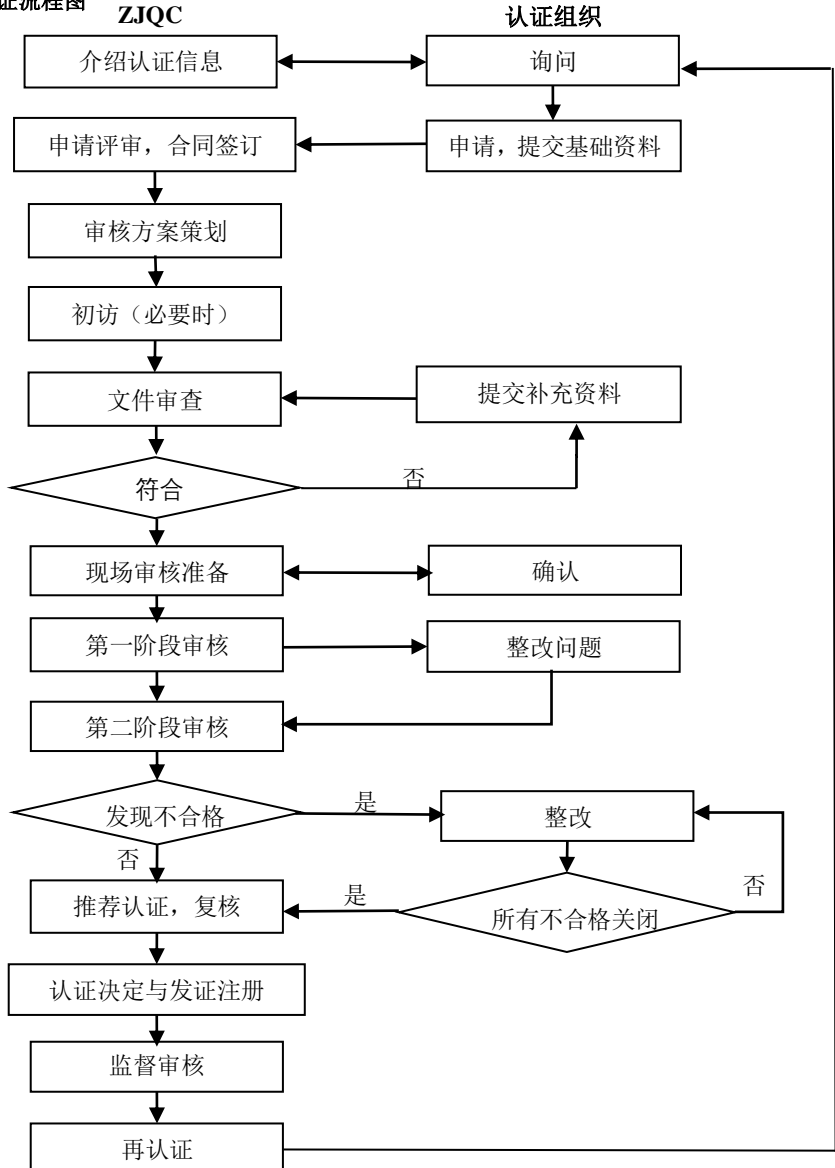 证流程图
ZJQC
认证组织
介绍认证信息
询问
申请评审，合同签订
申请，提交基础资料
审核方案策划
初访（必要时）
文件审查
提交补充资料
符合
否
现场审核准备
确认
第一阶段审核
整改问题
第二阶段审核
发现不合格
是
整改
否
推荐认证，复核
是
所有不合格关闭
否
认证决定与发证注册
监督审核
再认证